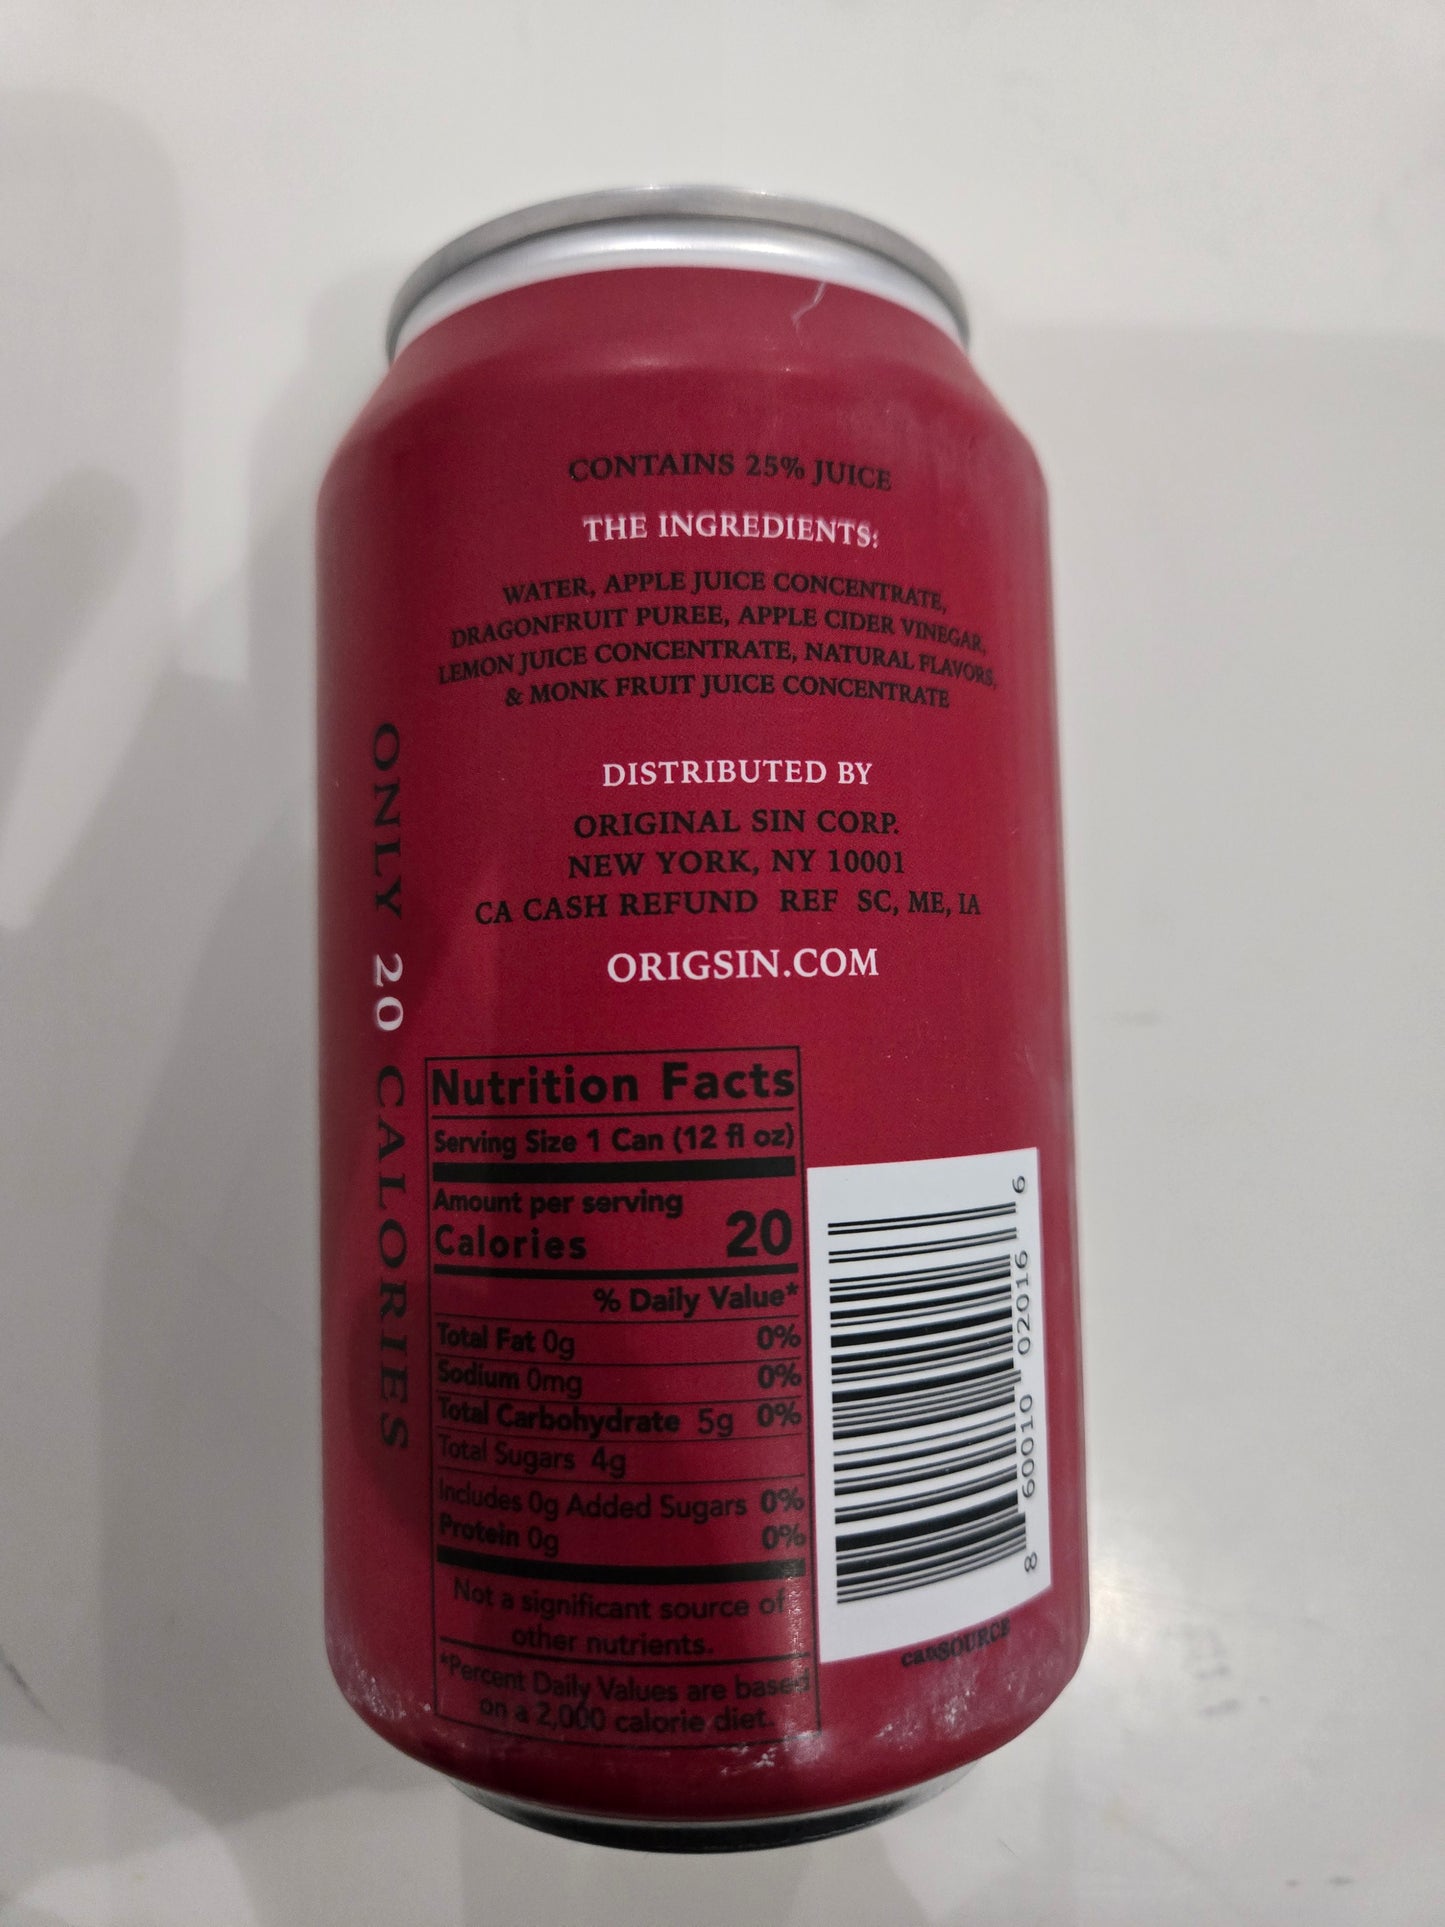 CONTAINS 25% JUICE
THE INGREDIENTS:
WATER, APPLE JUICE CONCENTRATE,
DRAGONFRUIT PUREE, APPLE CIDER VINEGAR,
LEMON JUICE CONCENTRATE, NATURAL FLAVORS,
& MONK FRUIT JUICE CONCENTRATE
DISTRIBUTED BY
ORIGINAL SIN CORP.
NEW YORK, NY 10001
CA CASH REFUND REF SC, ME, IA
ORIGSIN.COM
ONLY 20 CALORIES
Nutrition Facts
Serving Size 1 Can (12 fl oz)
Amount per serving
Calories 20
% Daily Value*
Total Fat 0g 0%
Sodium 0mg 0%
Total Carbohydrate 5g 0%
Total Sugars 4g
Includes 0g Added Sugars 0%
Protein 0g 0%
Not a significant source of
other nutrients.
*Percent Daily Values are based
on a 2,000 calorie diet.
8 60010 02016 6
canSOURCE